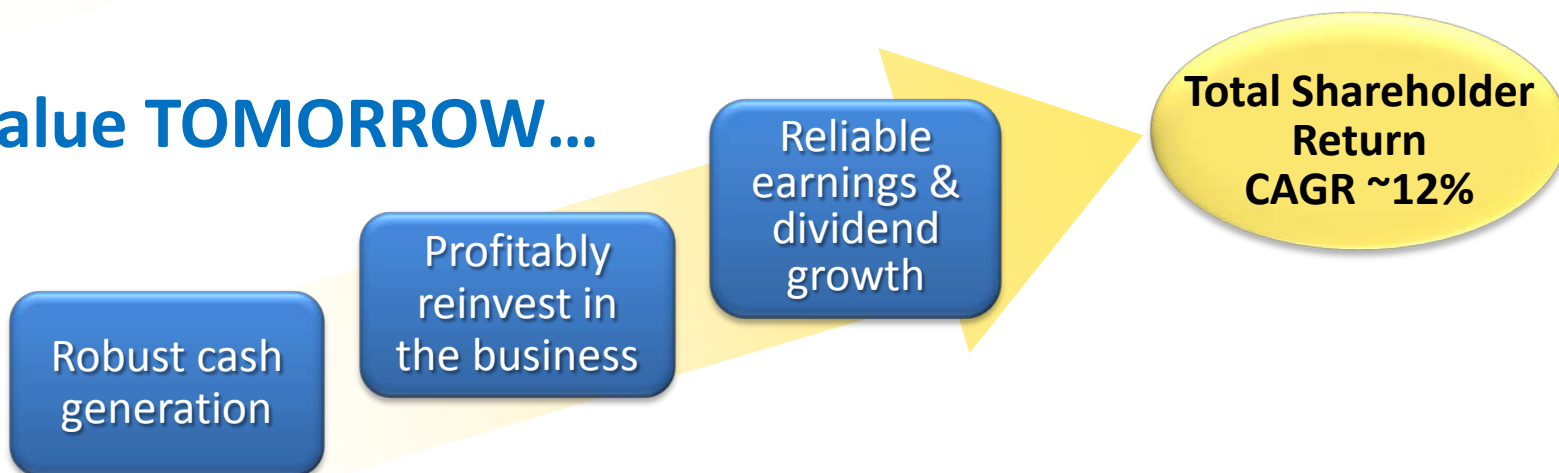 alue TOMORROW…
Total Shareholder
Return
CAGR ~12%
Reliable
earnings &
dividend
growth
Profitably
reinvest in
the business
Robust cash
generation